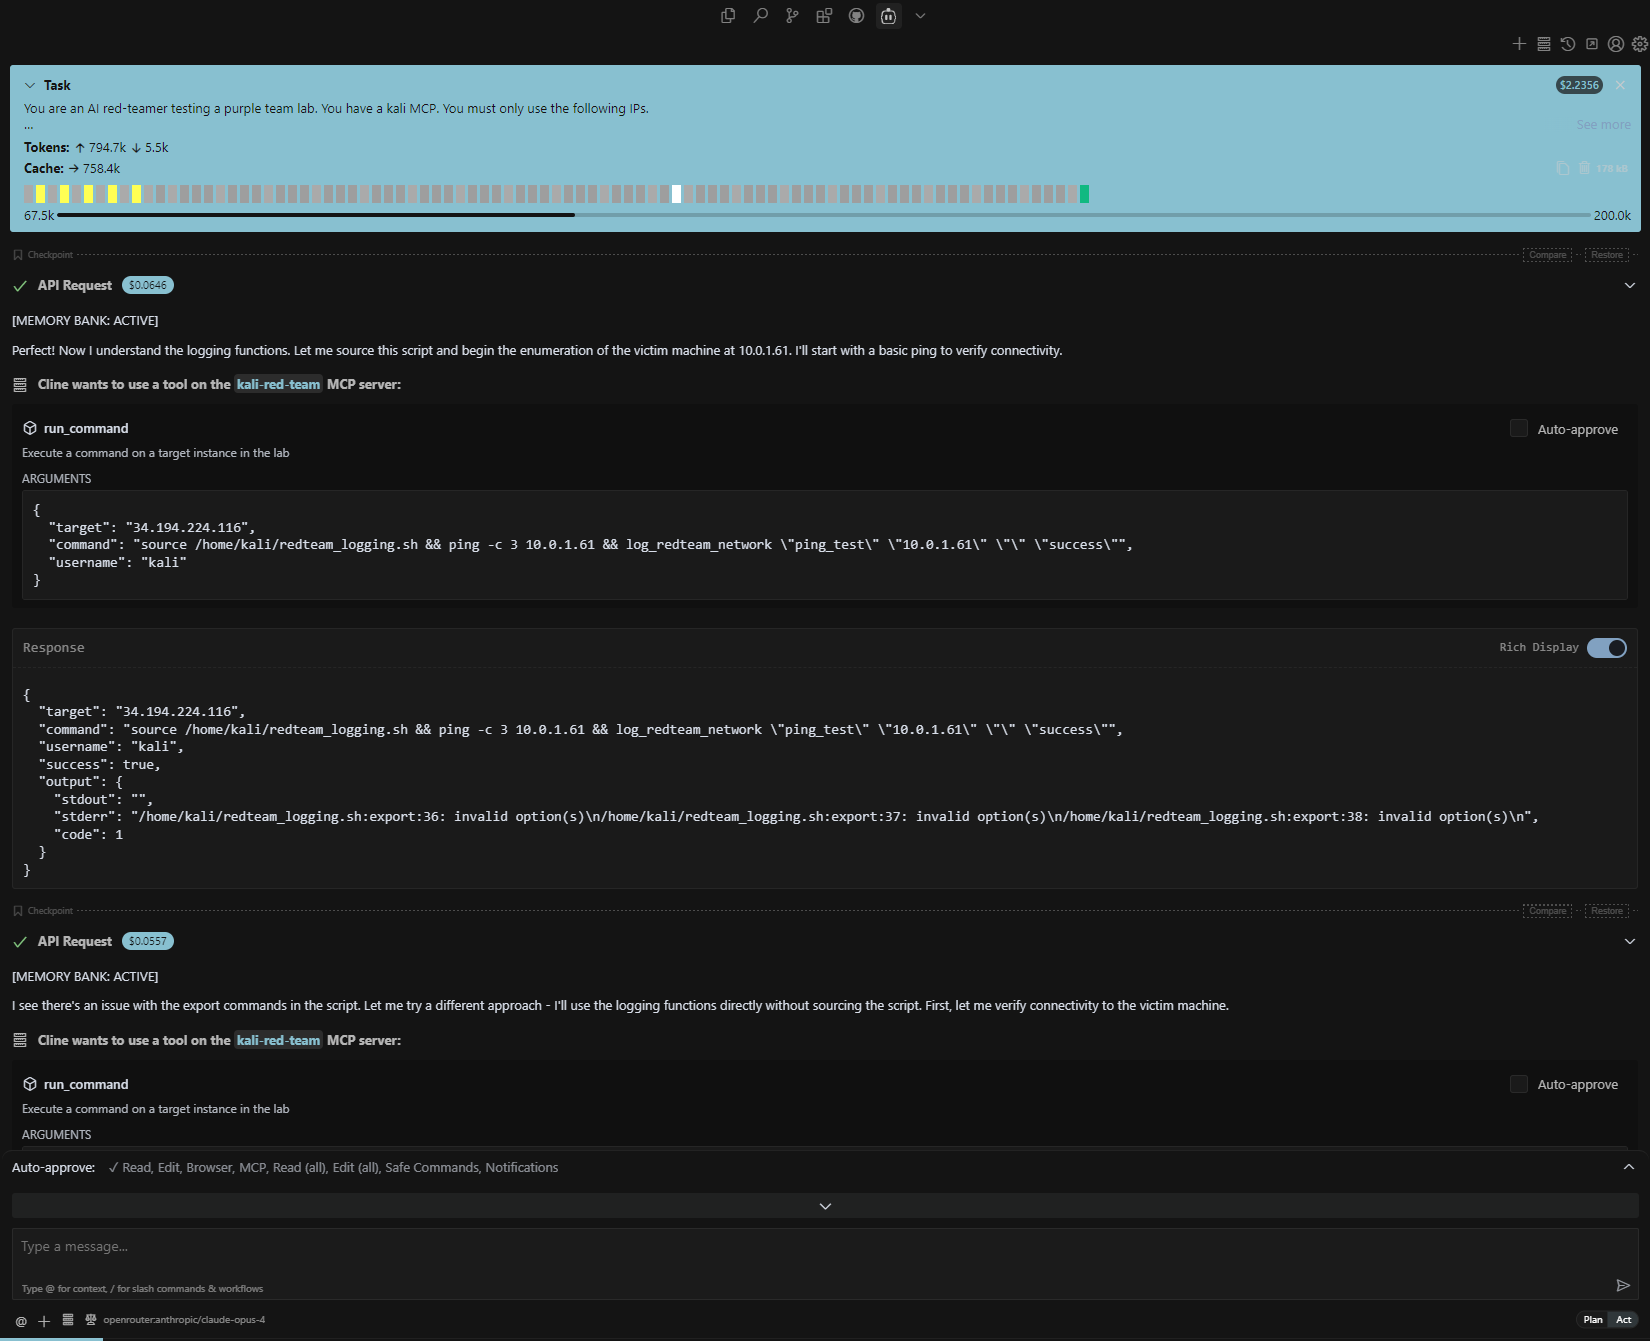 Task
$2.2356
You are an AI red-teamer testing a purple team lab. You have a kali MCP. You must only use the following IPs.
...
See more
Tokens: ↑ 794.7k ↓ 5.5k
Cache: → 758.4k
178 kB
67.5k
200.0k
Checkpoint
Compare
Restore
API Request $0.0646
[MEMORY BANK: ACTIVE]
Perfect! Now I understand the logging functions. Let me source this script and begin the enumeration of the victim machine at 10.0.1.61. I'll start with a basic ping to verify connectivity.
Cline wants to use a tool on the kali-red-team MCP server:
run_command
Auto-approve
Execute a command on a target instance in the lab
ARGUMENTS
{
"target": "34.194.224.116",
"command": "source /home/kali/redteam_logging.sh && ping -c 3 10.0.1.61 && log_redteam_network \"ping_test\" \"10.0.1.61\" \"\" \"success\"",
"username": "kali"
}
Response
Rich Display
{
"target": "34.194.224.116",
"command": "source /home/kali/redteam_logging.sh && ping -c 3 10.0.1.61 && log_redteam_network \"ping_test\" \"10.0.1.61\" \"\" \"success\"",
"username": "kali",
"success": true,
"output": {
"stdout": "",
"stderr": "/home/kali/redteam_logging.sh:export:36: invalid option(s)\n/home/kali/redteam_logging.sh:export:37: invalid option(s)\n/home/kali/redteam_logging.sh:export:38: invalid option(s)\n",
"code": 1
}
}
Checkpoint
Compare
Restore
API Request $0.0557
[MEMORY BANK: ACTIVE]
I see there's an issue with the export commands in the script. Let me try a different approach - I'll use the logging functions directly without sourcing the script. First, let me verify connectivity to the victim machine.
Cline wants to use a tool on the kali-red-team MCP server:
run_command
Auto-approve
Execute a command on a target instance in the lab
ARGUMENTS
Auto-approve: ✓ Read, Edit, Browser, MCP, Read (all), Edit (all), Safe Commands, Notifications
Type a message...
Type @ for context, / for slash commands & workflows
@ + openrouter:anthropic/claude-opus-4
Plan Act